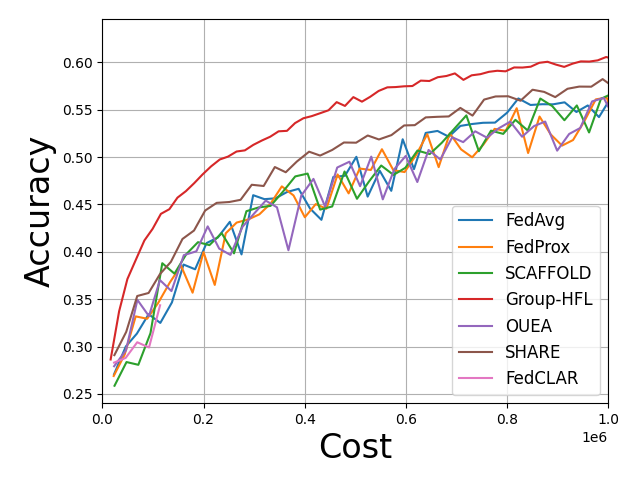 0.60
0.55
0.50
0.45
0.40
0.35
0.30
0.25
Accuracy
FedAvg
FedProx
SCAFFOLD
Group-HFL
OUEA
SHARE
FedCLAR
0.0 0.2 0.4 0.6 0.8 1.0
1e6
Cost